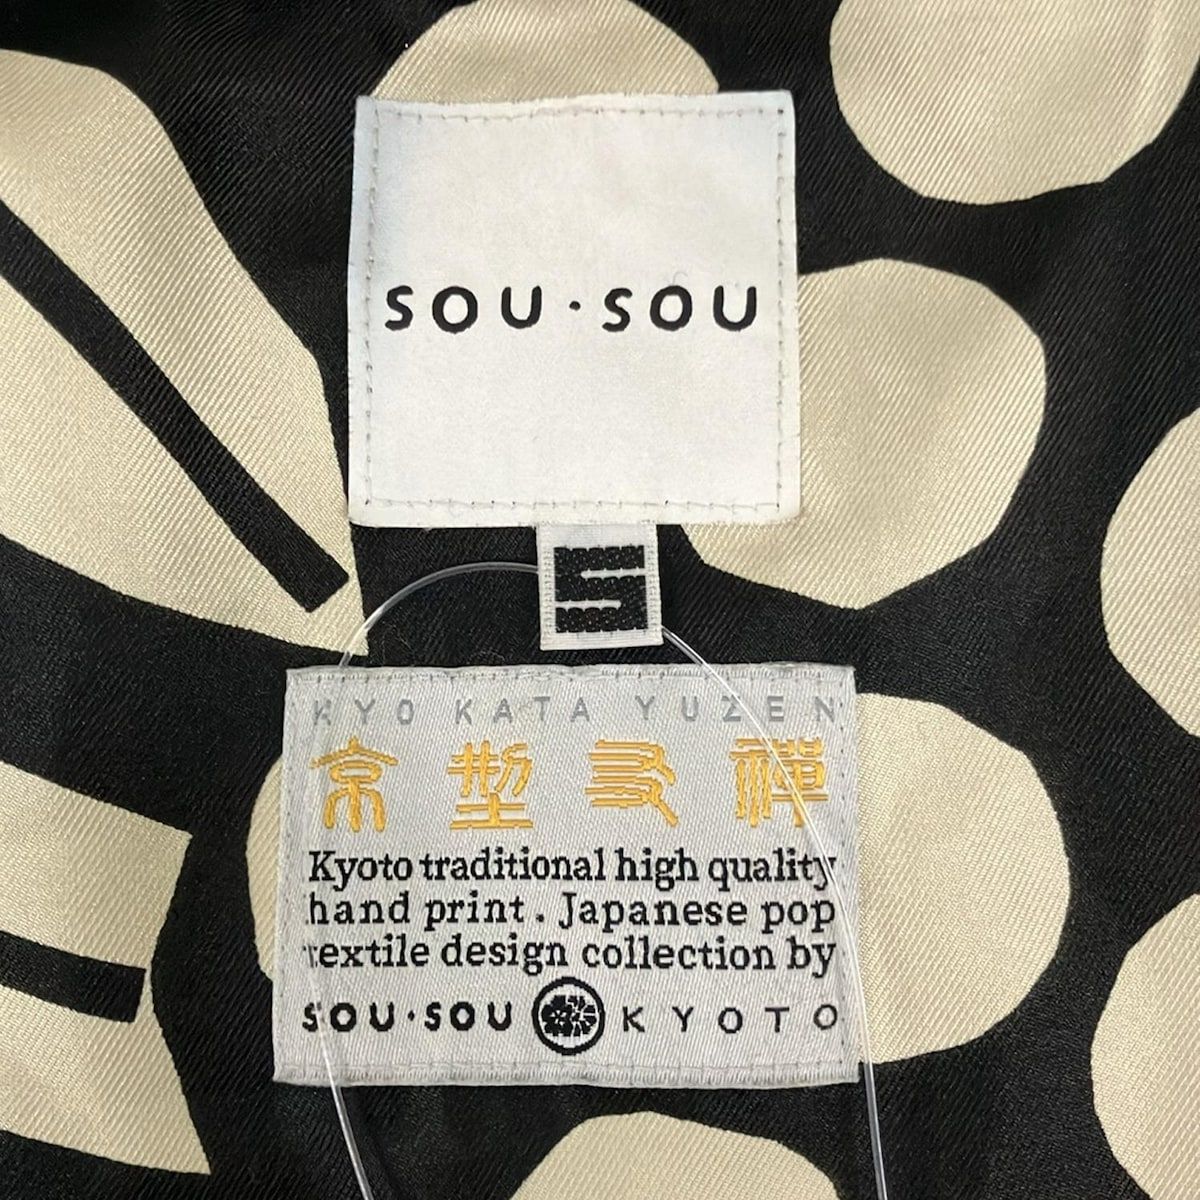 SOU・SOU
S
KYO KATA YUZEN
京型友禅
Kyoto traditional high quality
hand print. Japanese pop
textile design collection by
SOU・SOU KYOTO